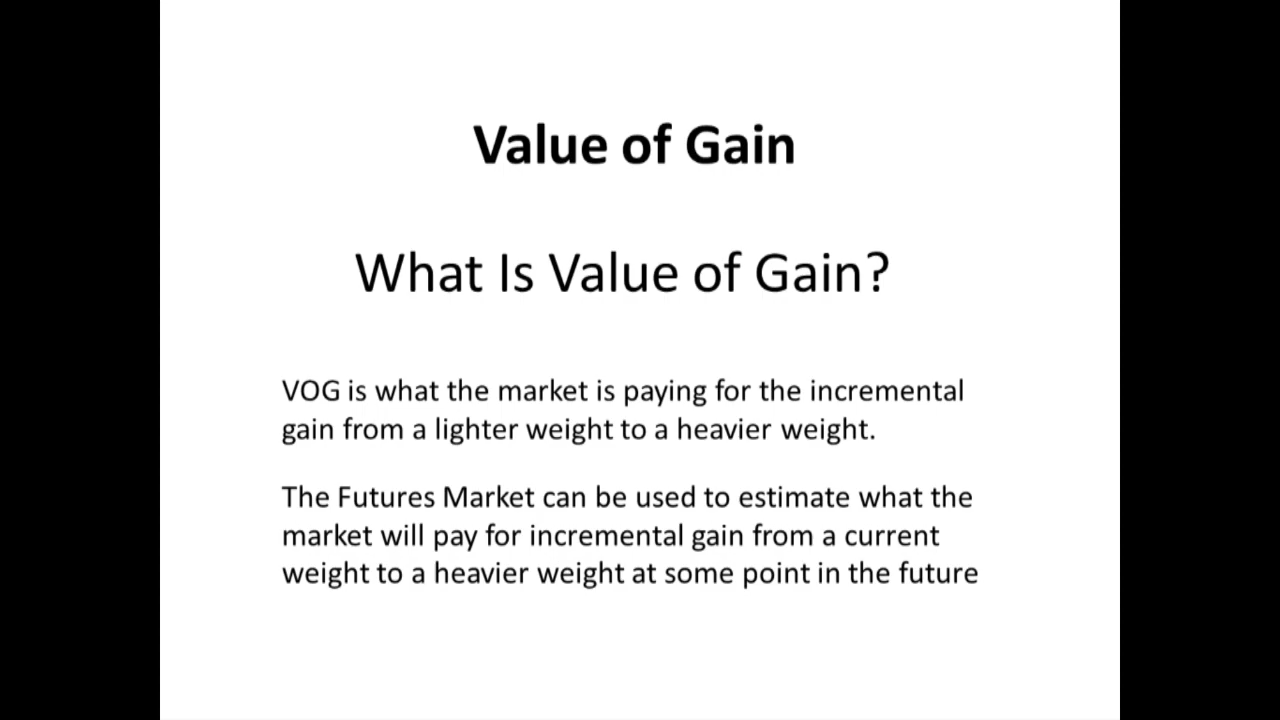 Value of Gain
What Is Value of Gain?
VOG is what the market is paying for the incremental
gain from a lighter weight to a heavier weight.
The Futures Market can be used to estimate what the
market will pay for incremental gain from a current
weight to a heavier weight at some point in the future